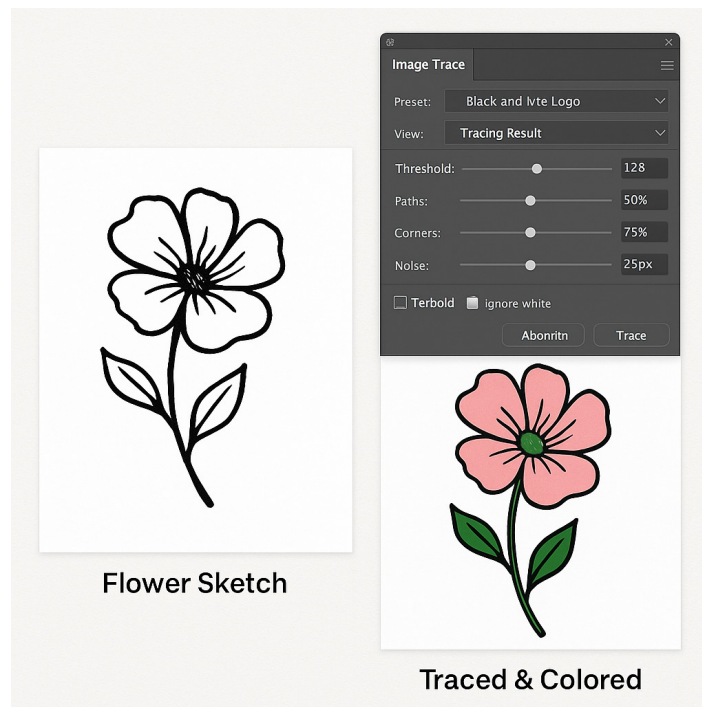 Image Trace
Preset: Black and lvte Logo
View: Tracing Result
Threshold: 128
Paths: 50%
Corners: 75%
Nolse: 25px
Terbold ignore white
Abonritn Trace
Flower Sketch
Traced & Colored